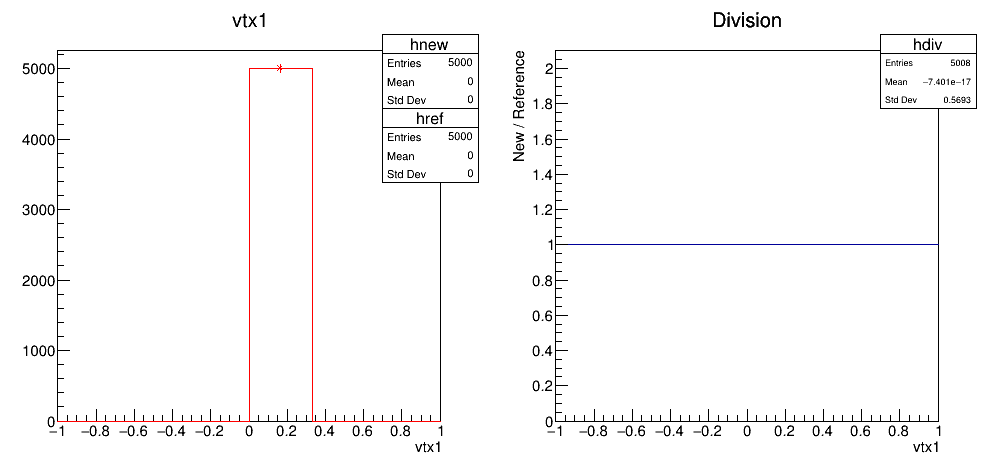 vtx1
hnew
Entries 5000
Mean 0
Std Dev 0
href
Entries 5000
Mean 0
Std Dev 0
5000
4000
3000
2000
1000
0
−1 −0.8 −0.6 −0.4 −0.2 0 0.2 0.4 0.6 0.8 1
vtx1
Division
hdiv
Entries 5008
Mean −7.401e−17
Std Dev 0.5693
New / Reference
2
1.8
1.6
1.4
1.2
1
0.8
0.6
0.4
0.2
0
−1 −0.8 −0.6 −0.4 −0.2 0 0.2 0.4 0.6 0.8 1
vtx1